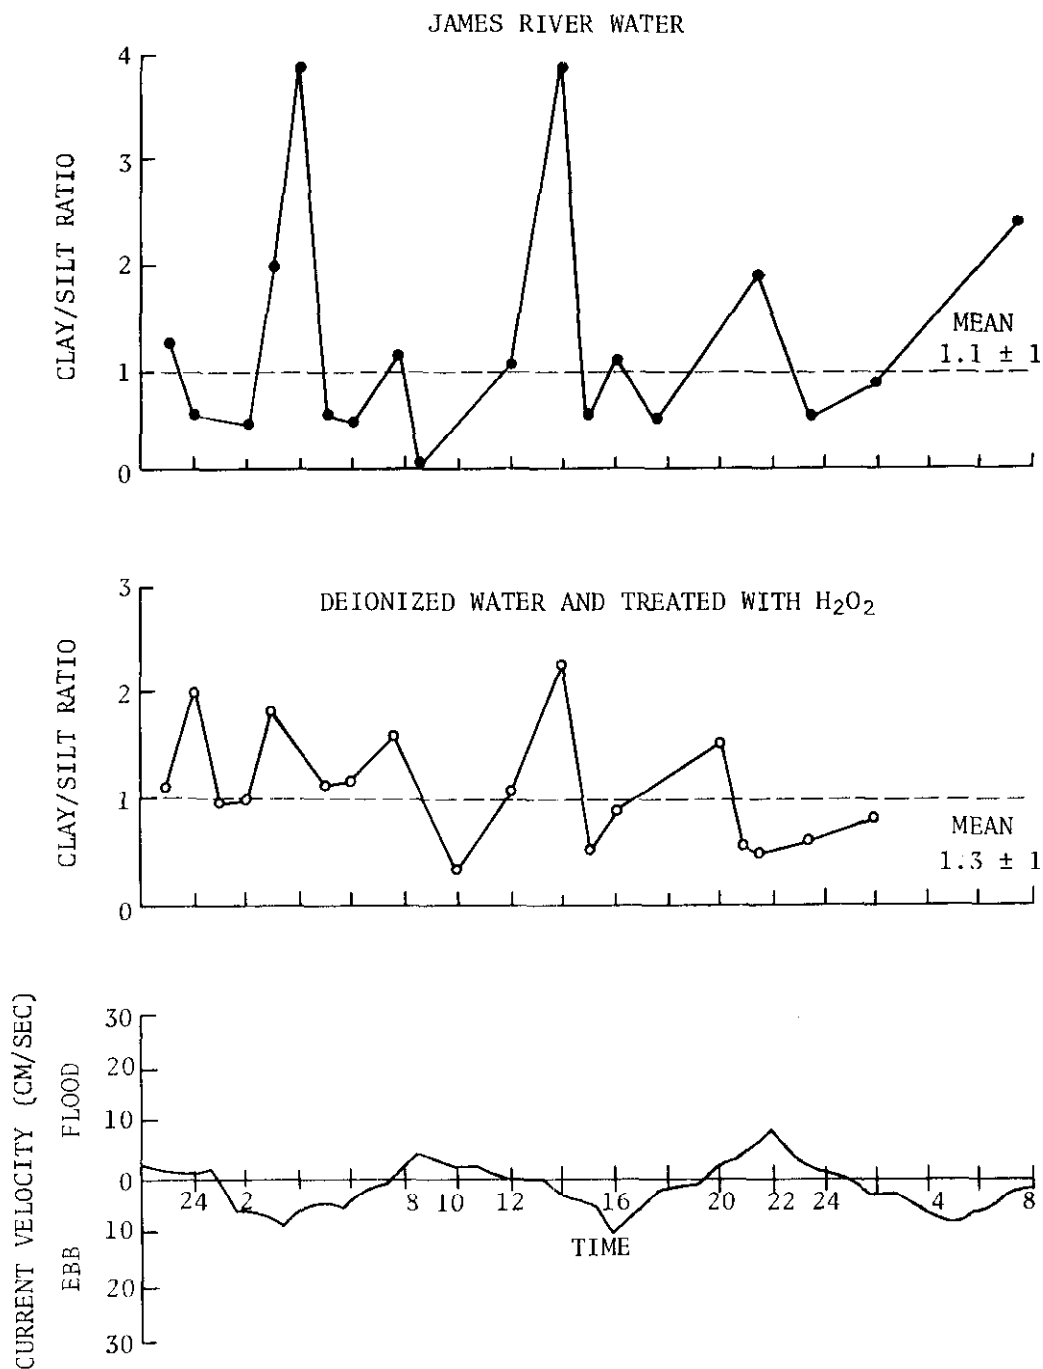 JAMES RIVER WATER
CLAY/SILT RATIO
4
3
2
1
0
MEAN
1.1 ± 1
DEIONIZED WATER AND TREATED WITH H₂O₂
CLAY/SILT RATIO
3
2
1
0
MEAN
1.3 ± 1
CURRENT VELOCITY (CM/SEC)
EBB FLOOD
30
20
10
0
10
20
30
24 2 8 10 12 16 20 22 24 4 8
TIME